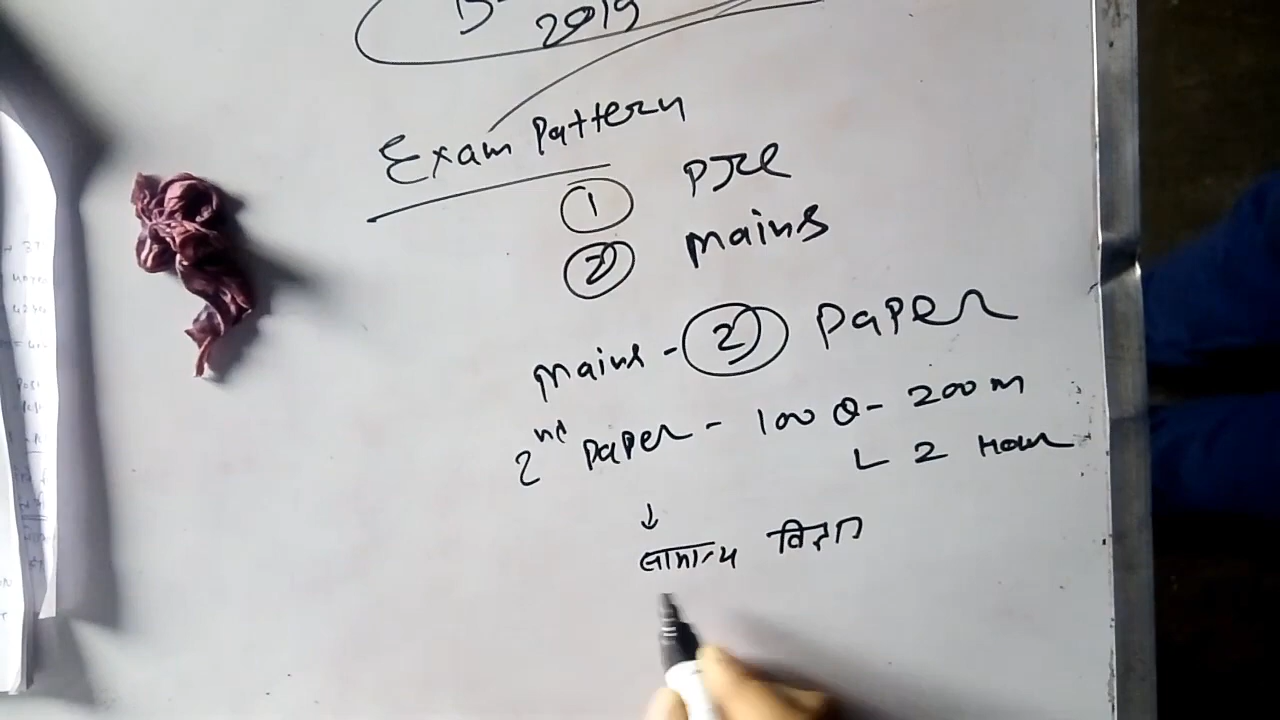 2019
Exam Pattern
① Pre
② mains
mains - ② Paper
2nd Paper - 100 Q - 200 m
2 Hour
↓
सामान्य विज्ञान